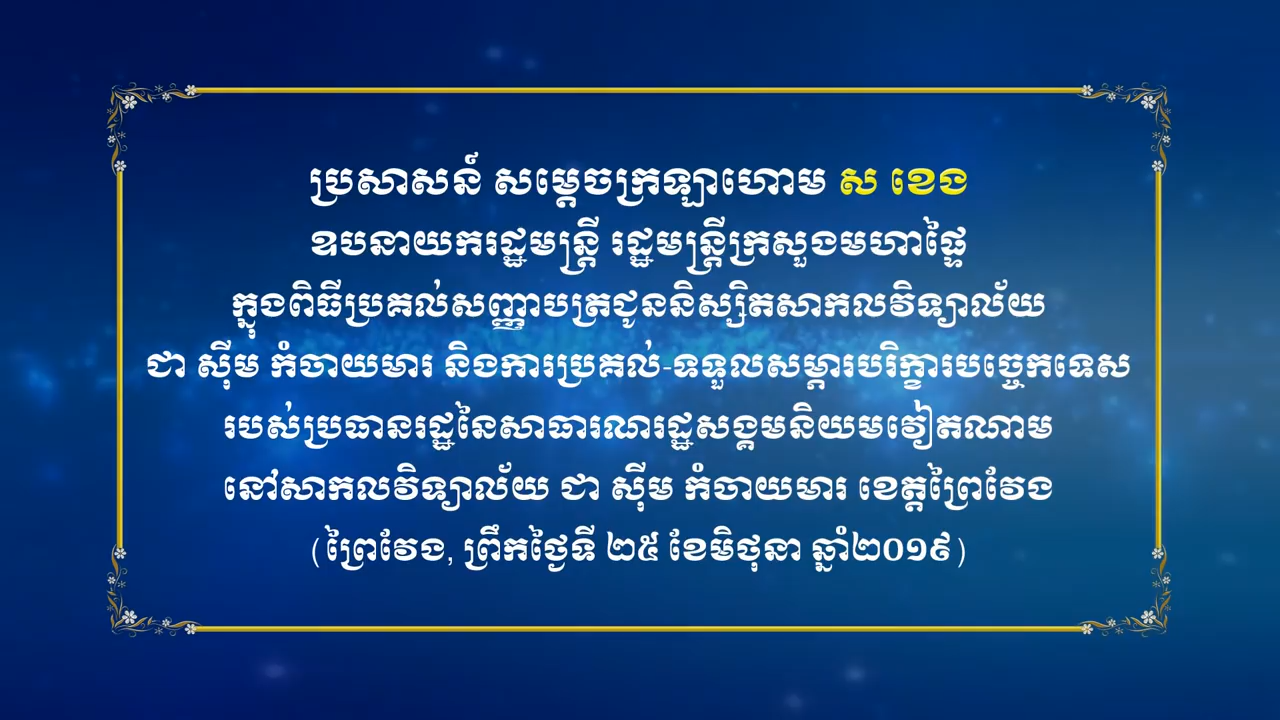 ប្រសាសន៍ សម្ដេចក្រឡាហោម ស ខេង
ឧបនាយករដ្ឋមន្ត្រី រដ្ឋមន្ត្រីក្រសួងមហាផ្ទៃ
ក្នុងពិធីប្រគល់សញ្ញាបត្រជូននិស្សិតសាកលវិទ្យាល័យ
ជា ស៊ីម កំចាយមារ និងការប្រគល់-ទទួលសម្ភារបរិក្ខារបច្ចេកទេស
របស់ប្រធានរដ្ឋនៃសាធារណរដ្ឋសង្គមនិយមវៀតណាម
នៅសាកលវិទ្យាល័យ ជា ស៊ីម កំចាយមារ ខេត្តព្រៃវែង
(ព្រៃវែង, ព្រឹកថ្ងៃទី ២៥ ខែមិថុនា ឆ្នាំ២០១៩)